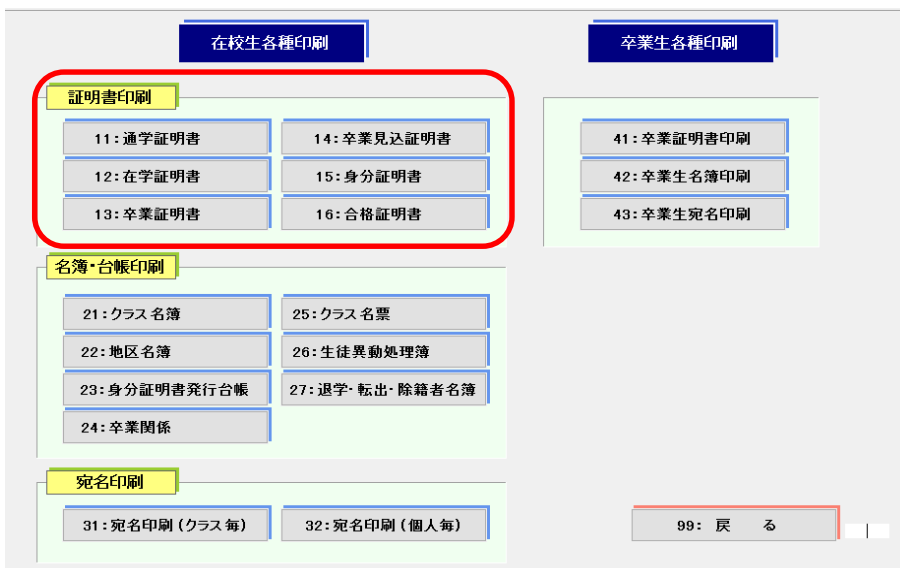 在校生各種印刷
卒業生各種印刷
証明書印刷
11:通学証明書
14:卒業見込証明書
12:在学証明書
15:身分証明書
13:卒業証明書
16:合格証明書
41:卒業証明書印刷
42:卒業生名簿印刷
43:卒業生宛名印刷
名簿・台帳印刷
21:クラス名簿
25:クラス名票
22:地区名簿
26:生徒異動処理簿
23:身分証明書発行台帳
27:退学・転出・除籍者名簿
24:卒業関係
宛名印刷
31:宛名印刷(クラス毎)
32:宛名印刷(個人毎)
99: 戻 る